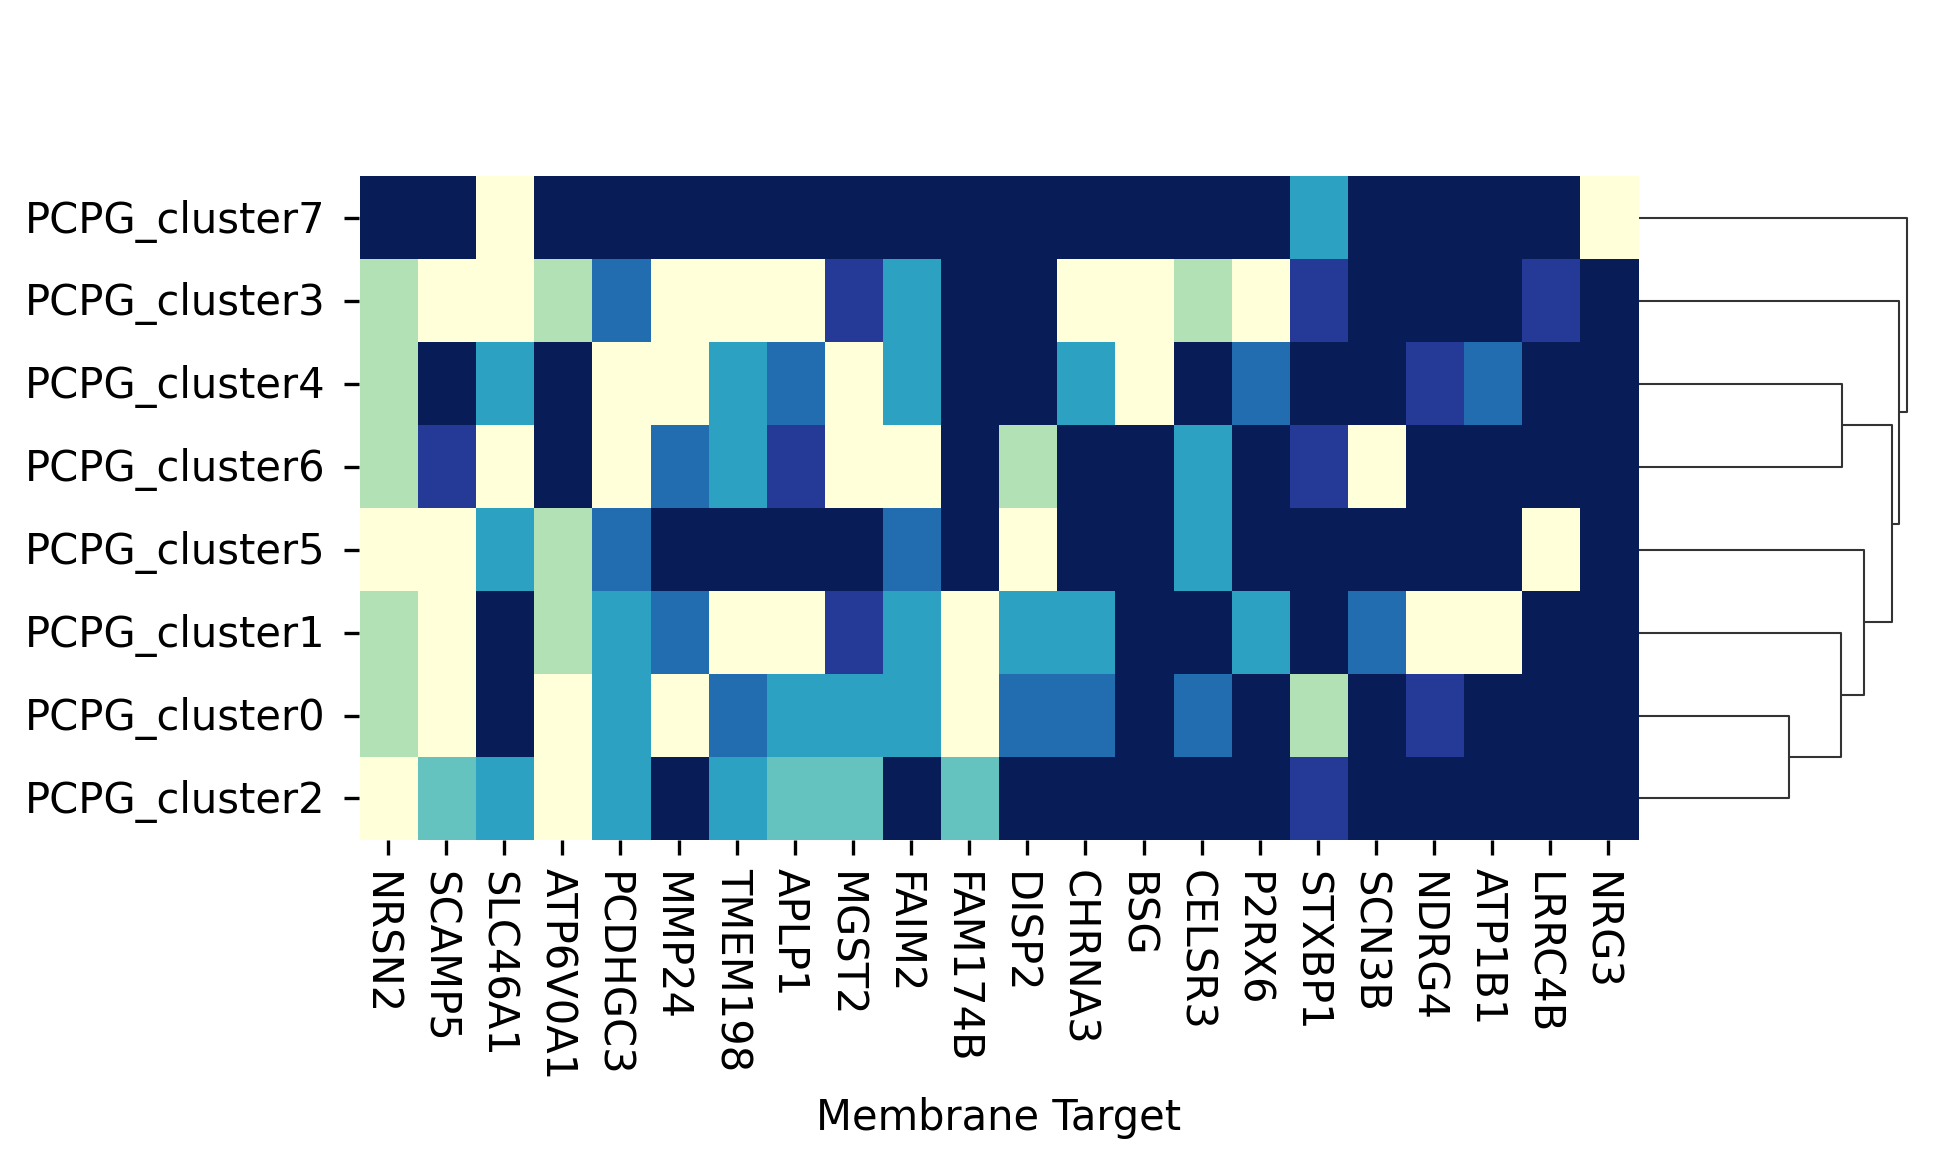 PCPG_cluster7
PCPG_cluster3
PCPG_cluster4
PCPG_cluster6
PCPG_cluster5
PCPG_cluster1
PCPG_cluster0
PCPG_cluster2
NRSN2
SCAMP5
SLC46A1
ATP6V0A1
PCDHGC3
MMP24
TMEM198
APLP1
MGST2
FAIM2
FAM174B
DISP2
CHRNA3
BSG
CELSR3
P2RX6
STXBP1
SCN3B
NDRG4
ATP1B1
LRRC4B
NRG3
Membrane Target